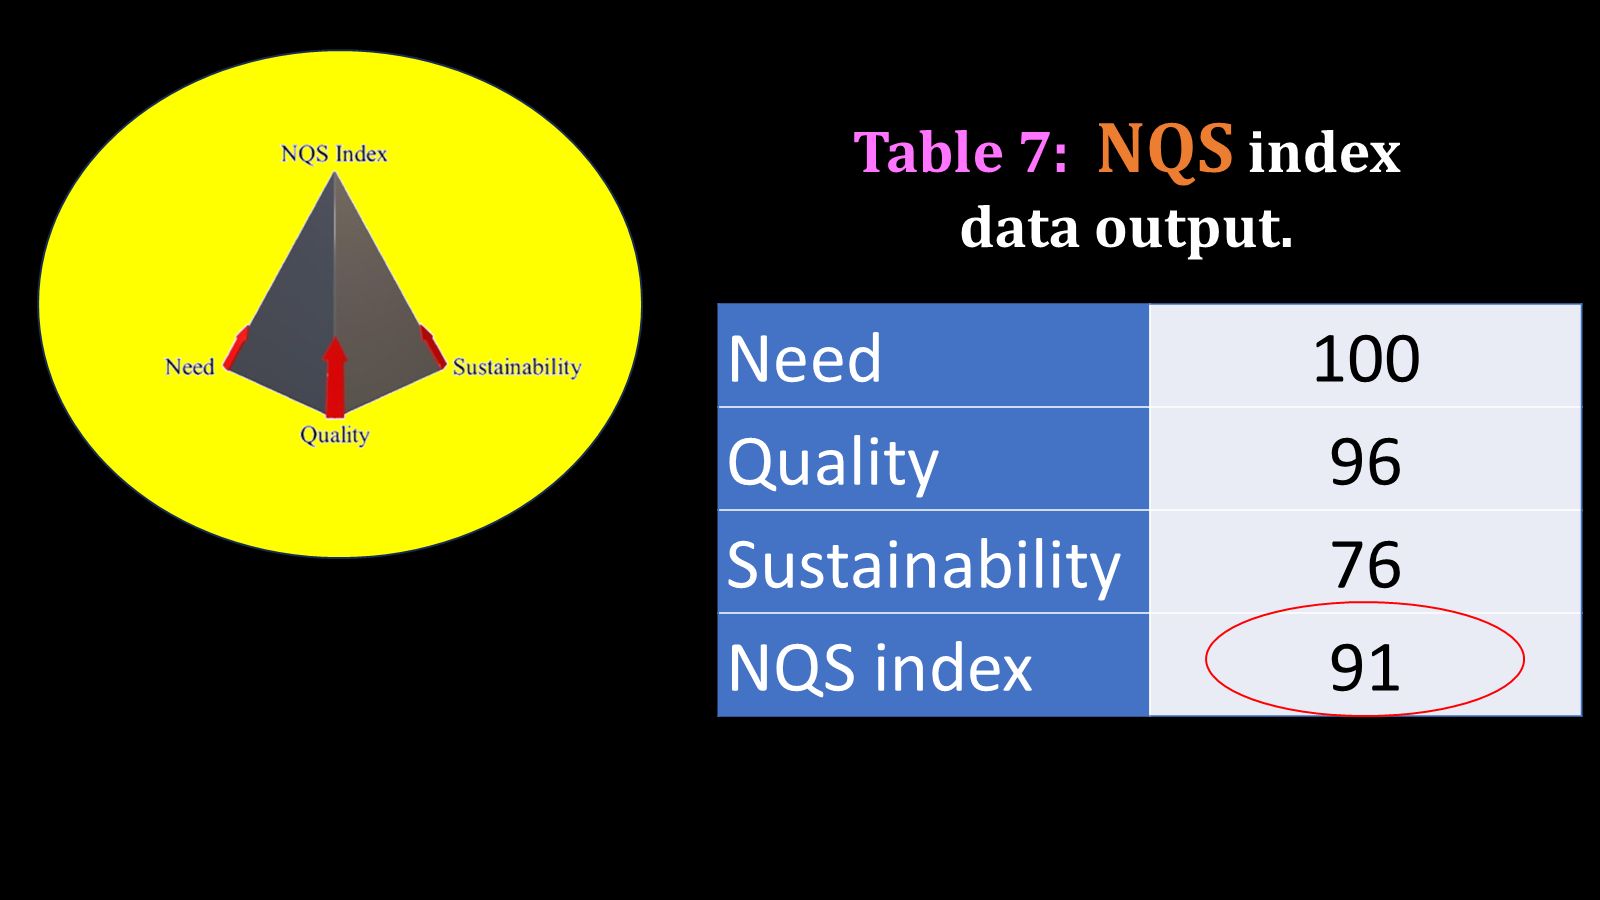 NQS Index
Need
Sustainability
Quality
Table 7: NQS index
data output.
Need 100
Quality 96
Sustainability 76
NQS index 91